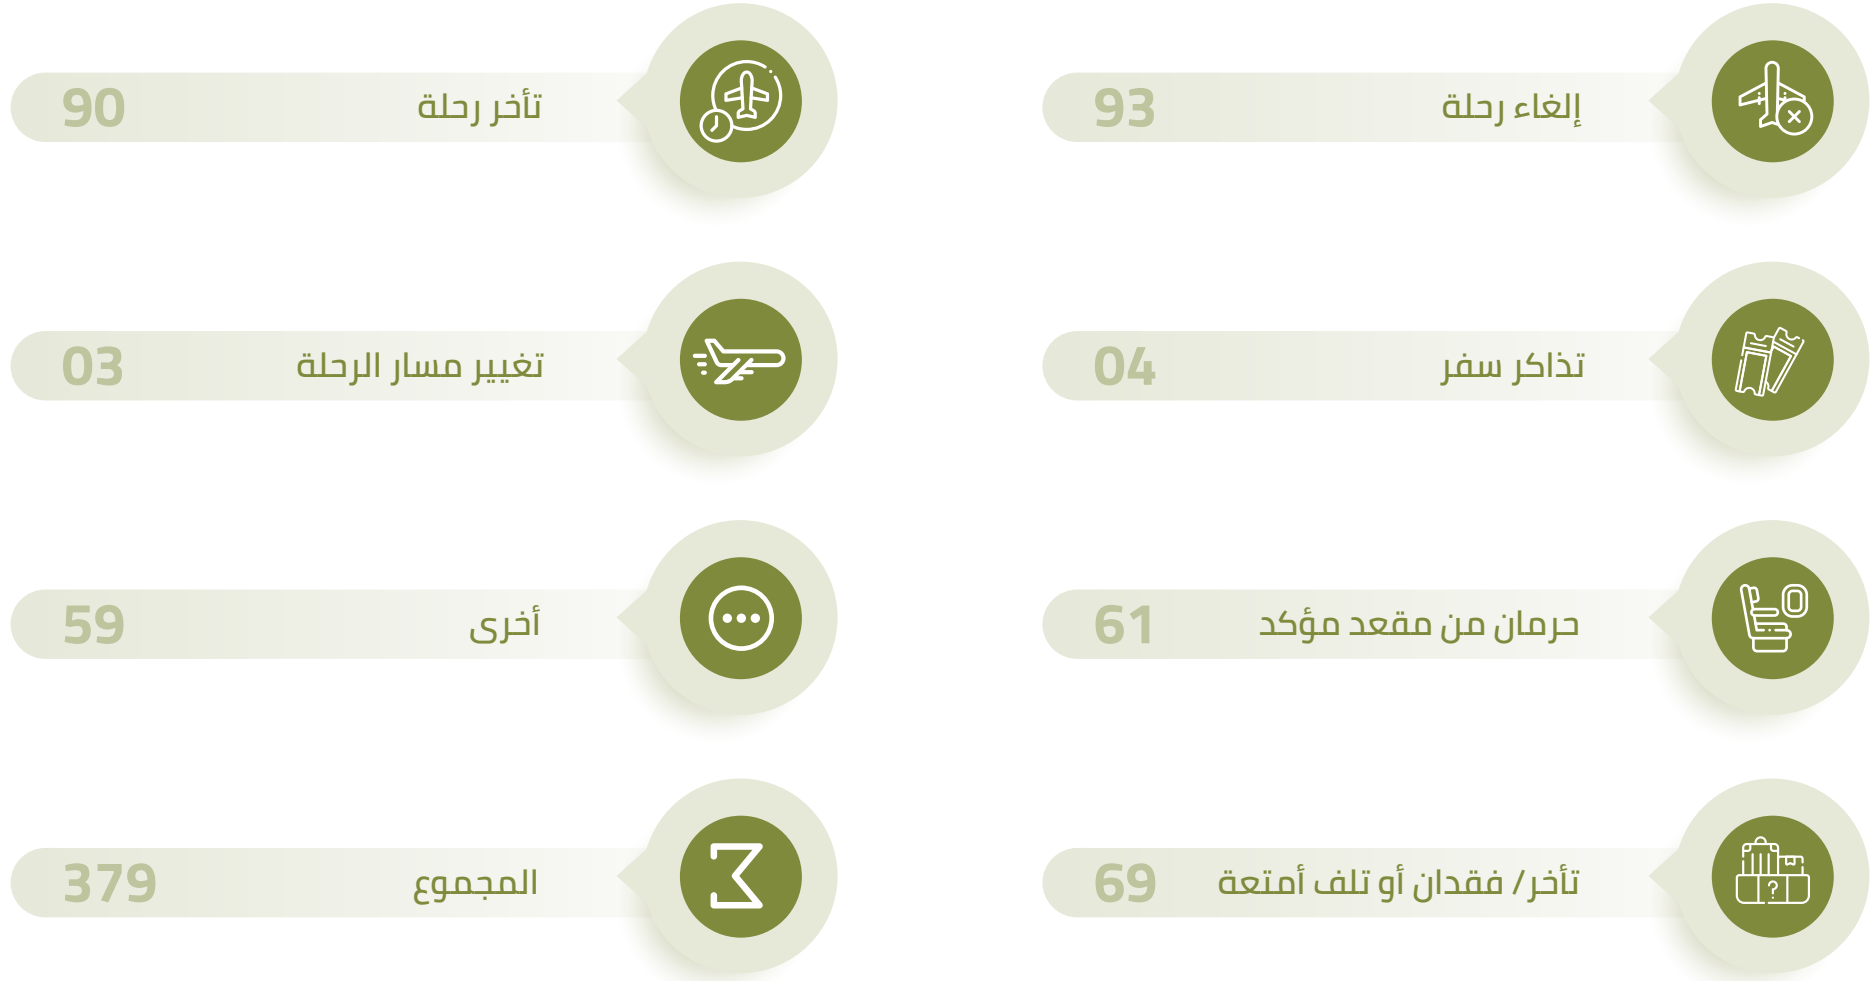 إلغاء رحلة 93
تأخر رحلة 90
تذاكر سفر 04
تغيير مسار الرحلة 03
حرمان من مقعد مؤكد 61
أخرى 59
تأخر/ فقدان أو تلف أمتعة 69
المجموع 379